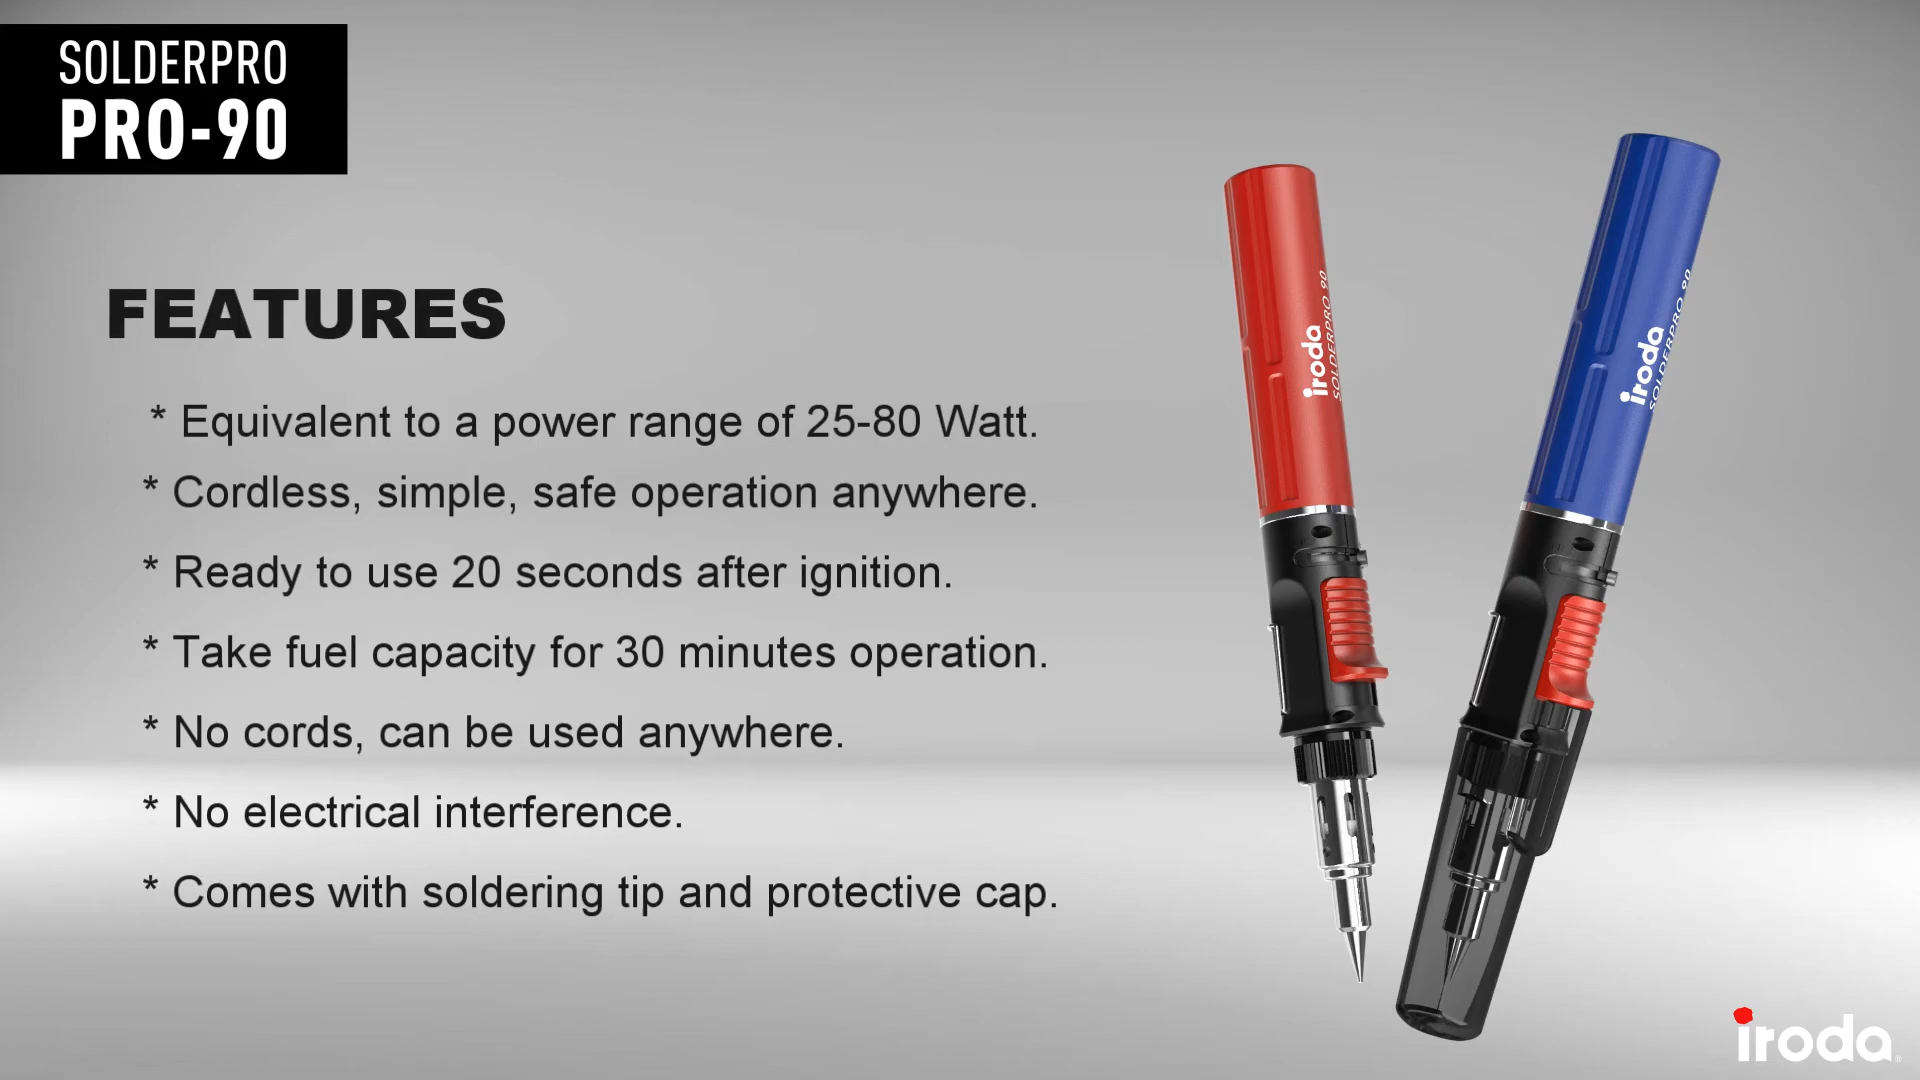 SOLDERPRO
PRO-90
FEATURES
* Equivalent to a power range of 25-80 Watt.
* Cordless, simple, safe operation anywhere.
* Ready to use 20 seconds after ignition.
* Take fuel capacity for 30 minutes operation.
* No cords, can be used anywhere.
* No electrical interference.
* Comes with soldering tip and protective cap.
iroda
SOLDERPRO 90
iroda
SOLDERPRO 90
iroda®